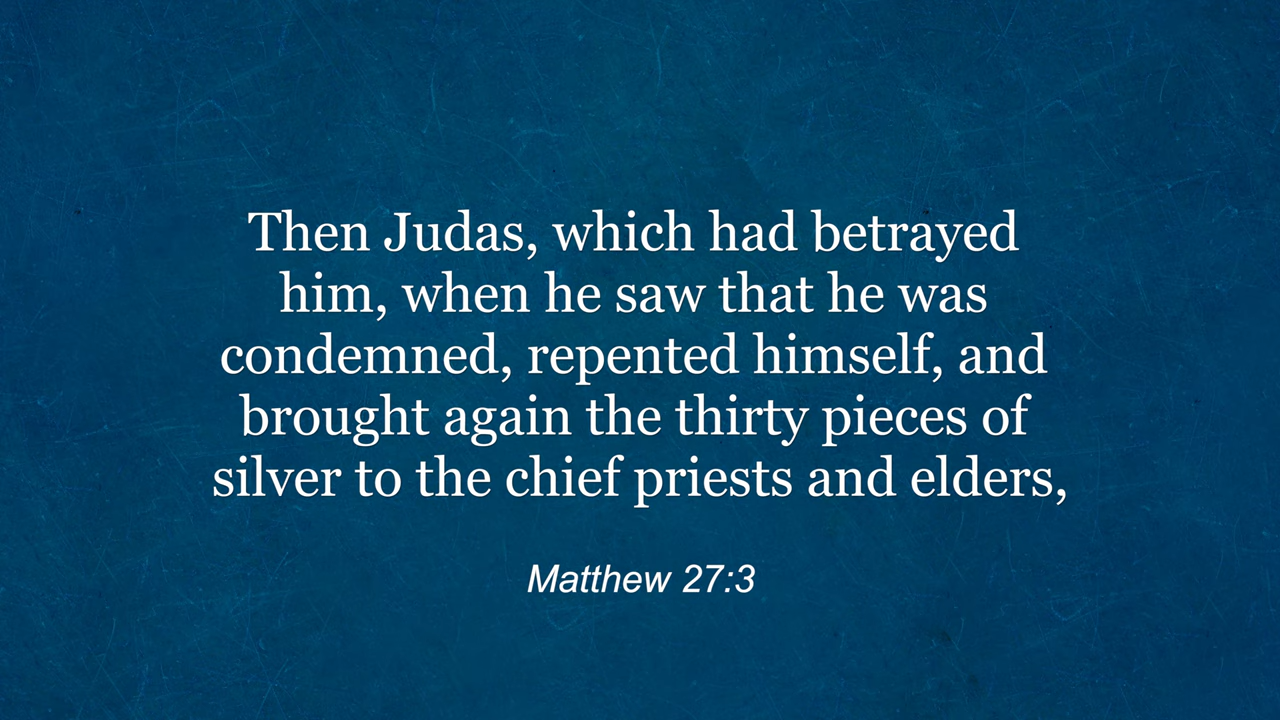 Then Judas, which had betrayed
him, when he saw that he was
condemned, repented himself, and
brought again the thirty pieces of
silver to the chief priests and elders,
Matthew 27:3